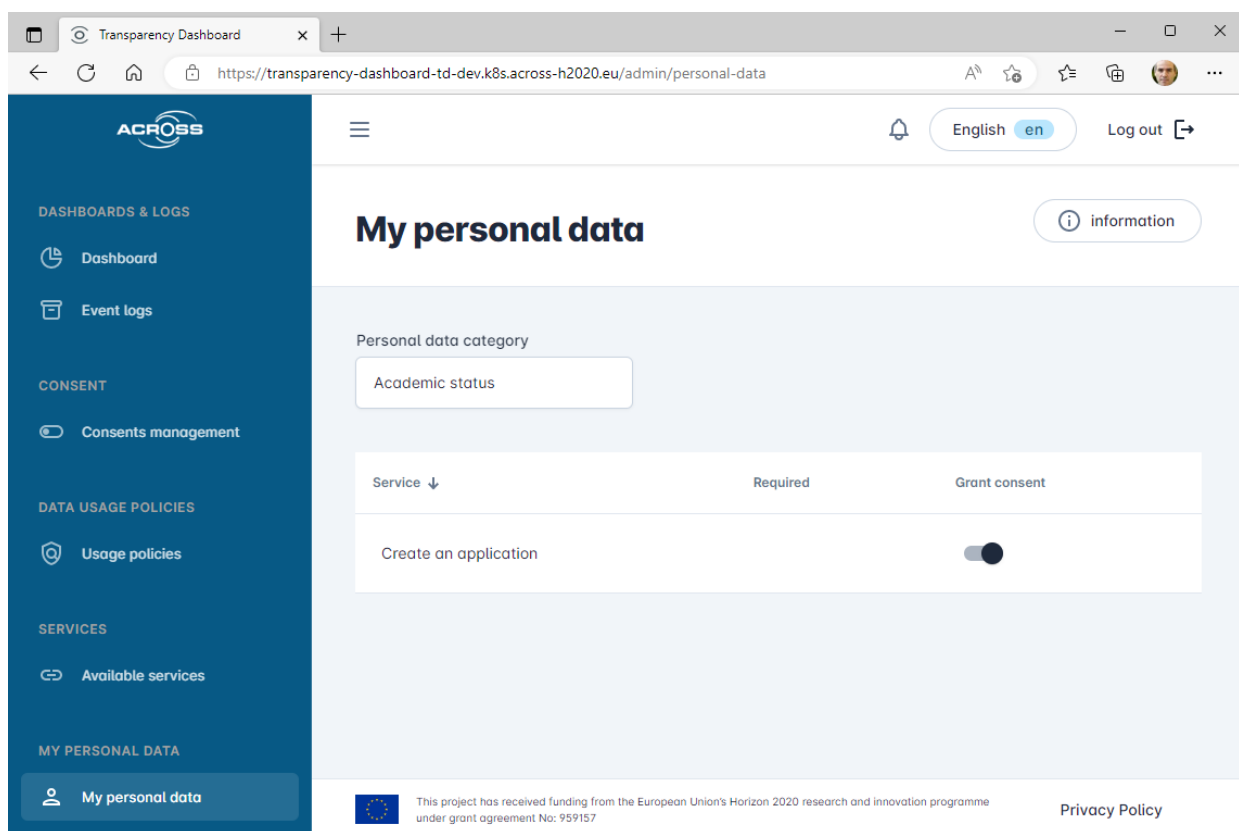 Transparency Dashboard
https://transparency-dashboard-td-dev.k8s.across-h2020.eu/admin/personal-data
ACROSS
English en
Log out
DASHBOARDS & LOGS
Dashboard
Event logs
CONSENT
Consents management
DATA USAGE POLICIES
Usage policies
SERVICES
Available services
MY PERSONAL DATA
My personal data
My personal data
information
Personal data category
Academic status
Service Required Grant consent
Create an application
This project has received funding from the European Union's Horizon 2020 research and innovation programme
under grant agreement No: 959157
Privacy Policy